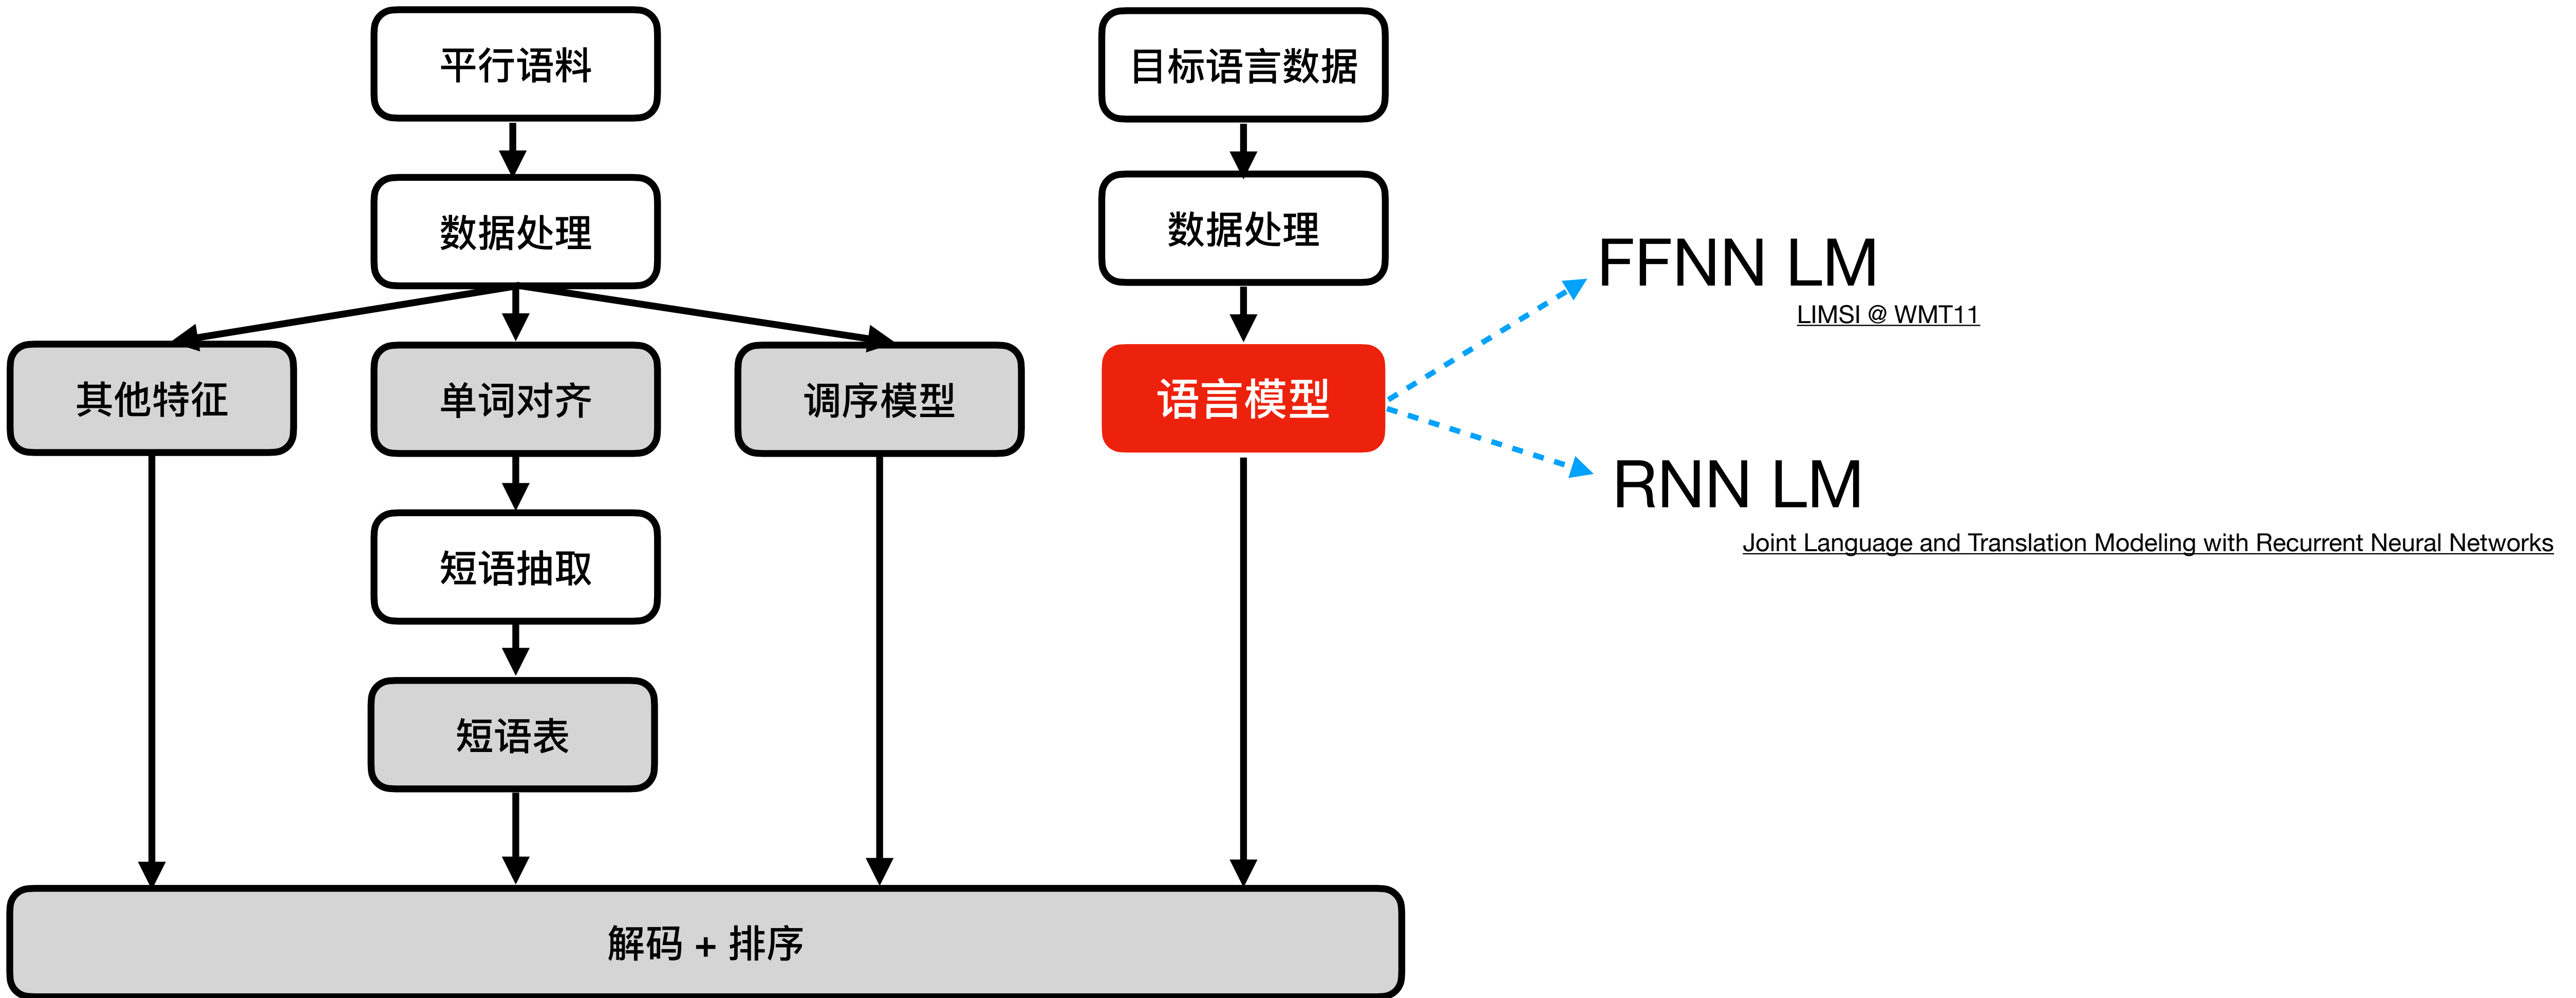 平行语料
目标语言数据
数据处理
数据处理
FFNN LM
LIMSI @ WMT11
其他特征
单词对齐
调序模型
语言模型
RNN LM
Joint Language and Translation Modeling with Recurrent Neural Networks
短语抽取
短语表
解码 + 排序